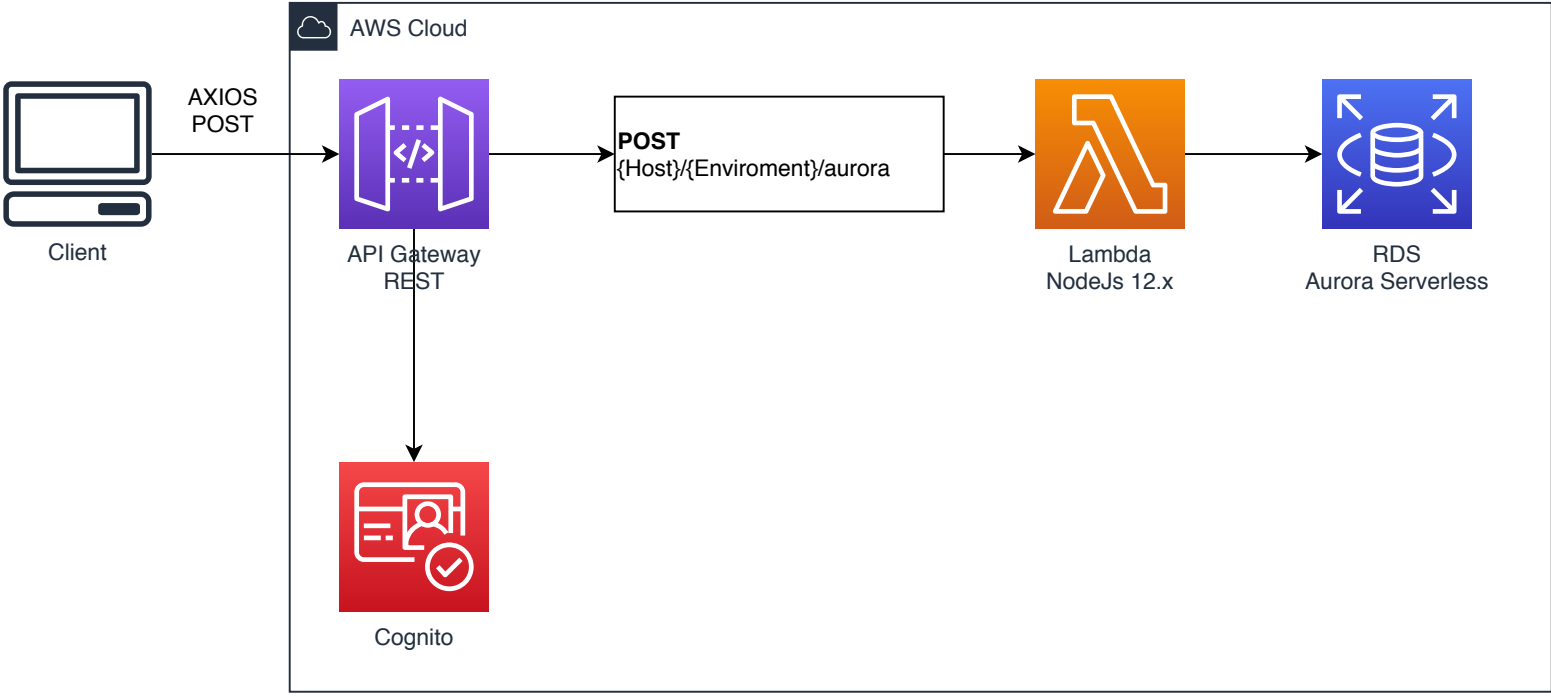 AWS Cloud
AXIOS
POST
Client
API Gateway
REST
POST
{Host}/{Enviroment}/aurora
Lambda
NodeJs 12.x
RDS
Aurora Serverless
Cognito